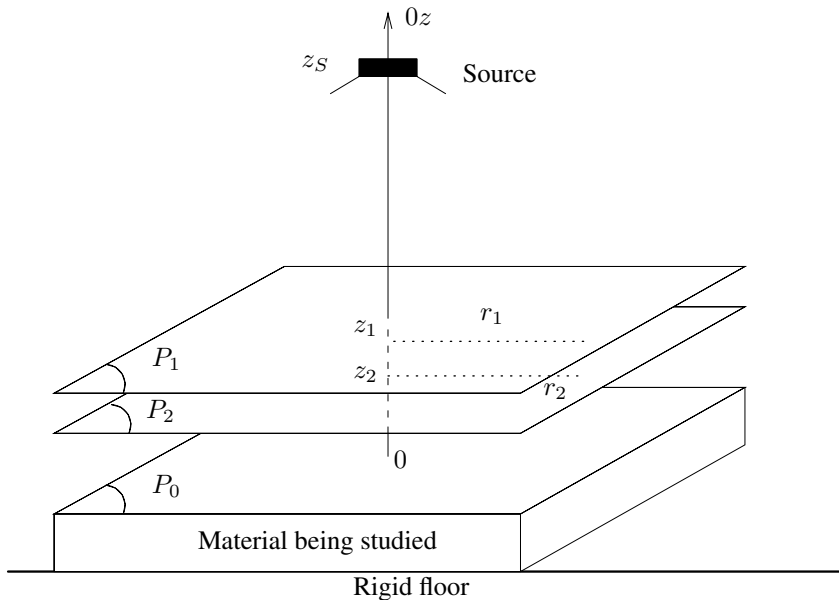 0z
z_S
Source
r_1
z_1
P_1
z_2
r_2
P_2
0
P_0
Material being studied
Rigid floor